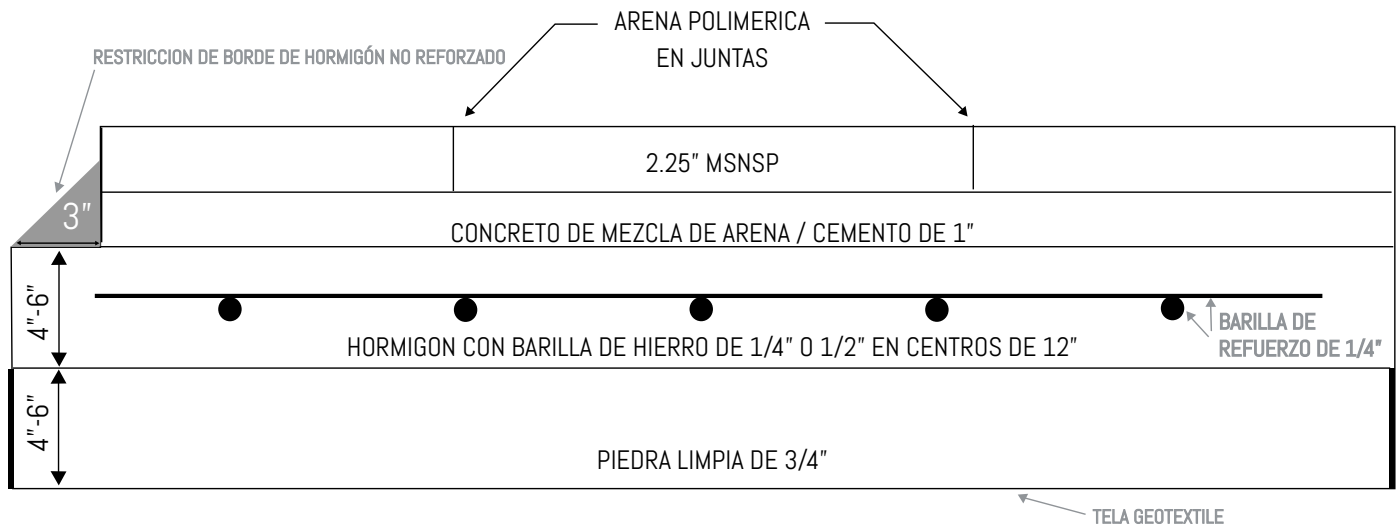 ARENA POLIMERICA
EN JUNTAS
RESTRICCION DE BORDE DE HORMIGÓN NO REFORZADO
2.25" MSNSP
3"
CONCRETO DE MEZCLA DE ARENA / CEMENTO DE 1"
4"-6"
BARILLA DE
REFUERZO DE 1/4"
HORMIGON CON BARILLA DE HIERRO DE 1/4" O 1/2" EN CENTROS DE 12"
4"-6"
PIEDRA LIMPIA DE 3/4"
TELA GEOTEXTILE